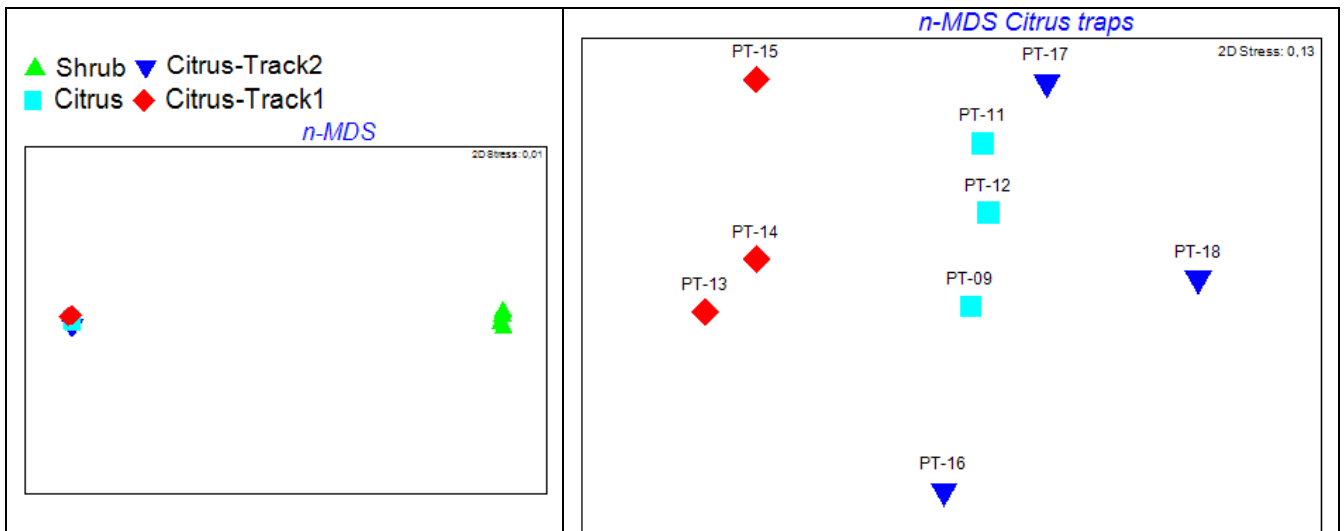 Shrub Citrus-Track2
Citrus Citrus-Track1
n-MDS
2D Stress: 0,01
n-MDS Citrus traps
2D Stress: 0,13
PT-15
PT-17
PT-11
PT-12
PT-14
PT-18
PT-13
PT-09
PT-16